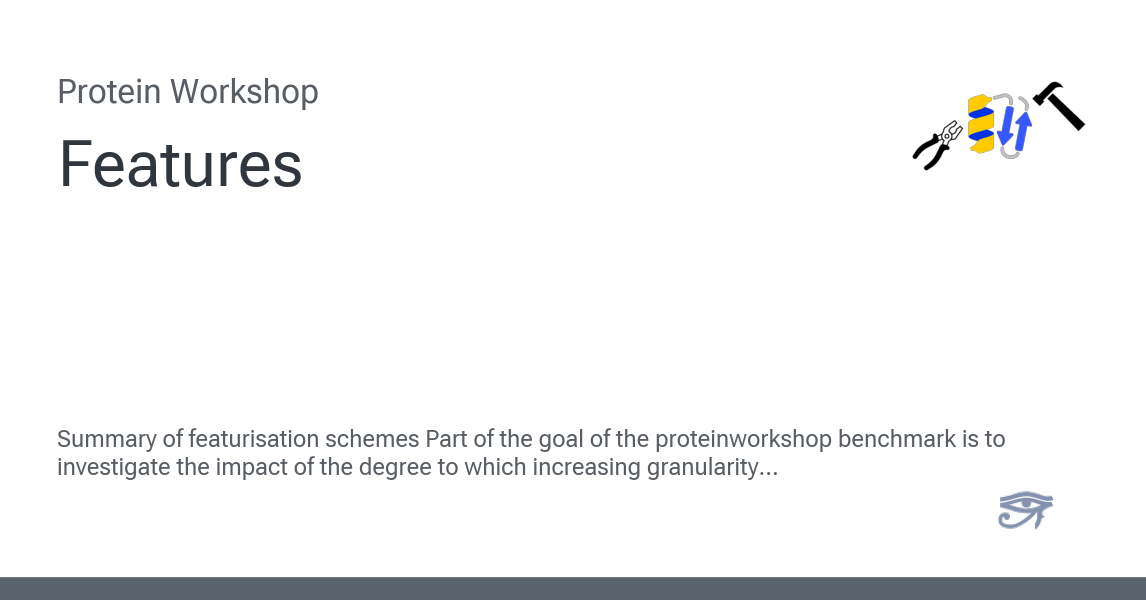 Protein Workshop
Features
Summary of featurisation schemes Part of the goal of the proteinworkshop benchmark is to
investigate the impact of the degree to which increasing granularity...